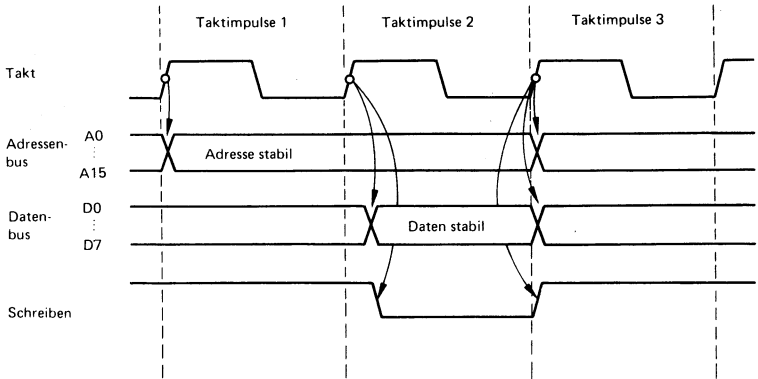 Taktimpulse 1
Taktimpulse 2
Taktimpulse 3
Takt
Adressen-
bus
A0
⋮
A15
Adresse stabil
Daten-
bus
D0
⋮
D7
Daten stabil
Schreiben